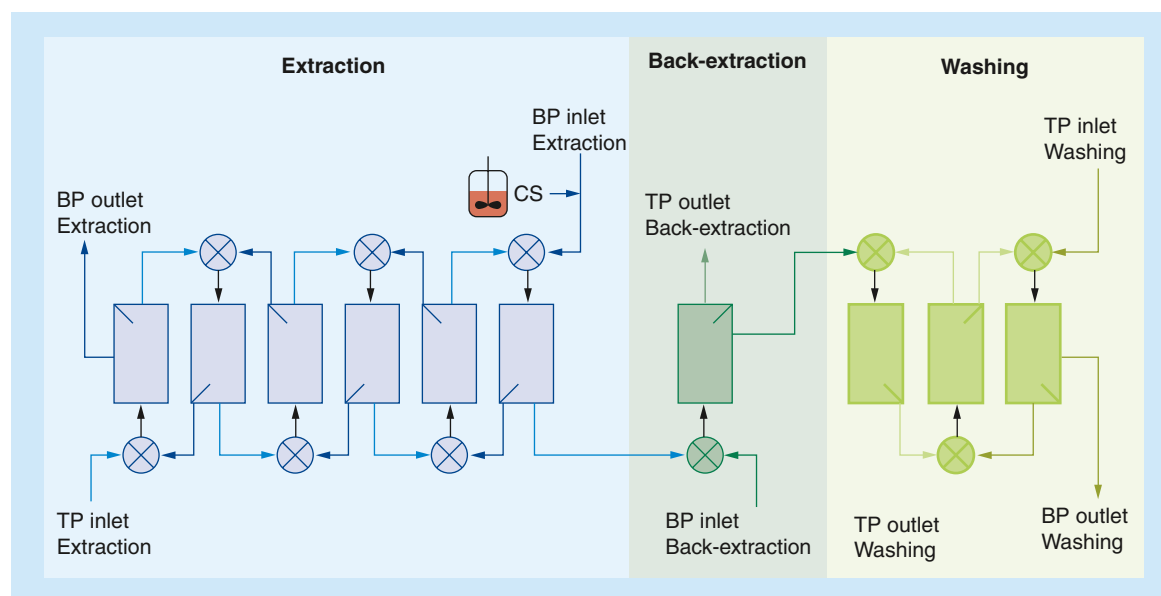 Extraction
Back-extraction
Washing
BP inlet
Extraction
CS
BP outlet
Extraction
TP inlet
Extraction
TP outlet
Back-extraction
BP inlet
Back-extraction
TP inlet
Washing
TP outlet
Washing
BP outlet
Washing